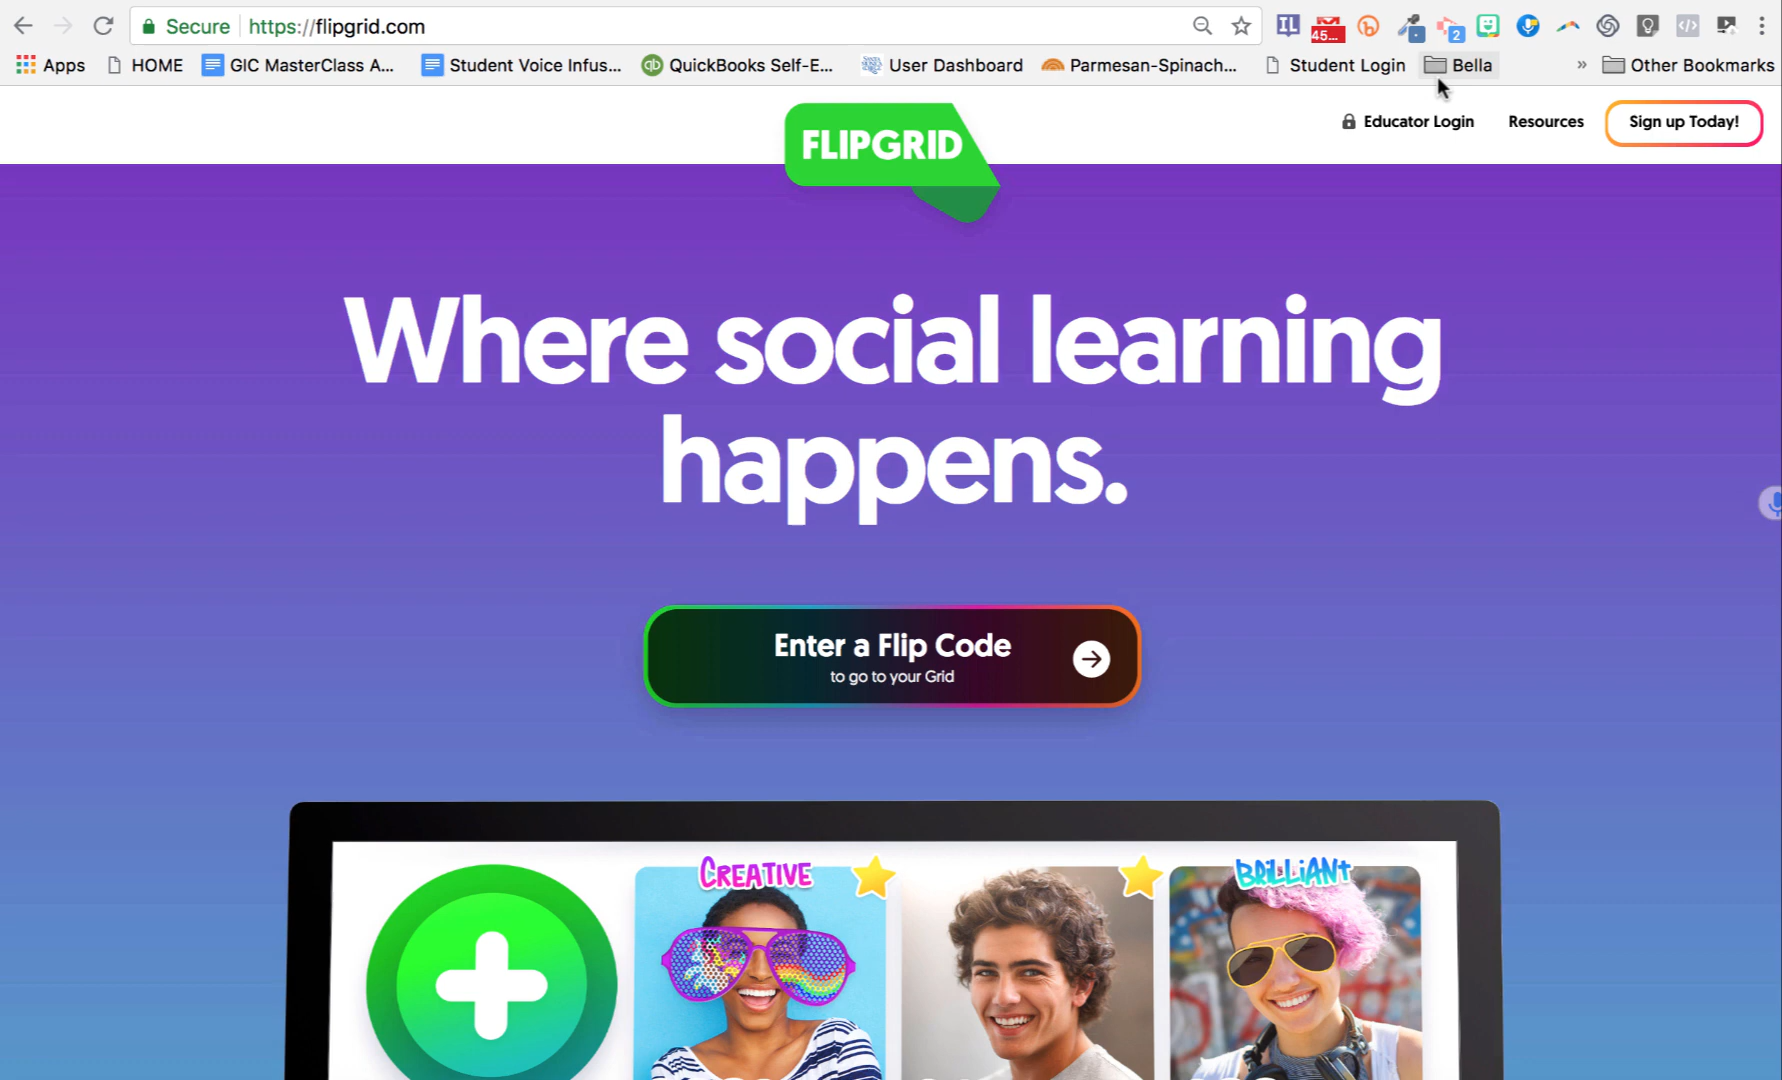 Secure https://flipgrid.com
45... 2
Apps HOME GIC MasterClass A... Student Voice Infus... QuickBooks Self-E... User Dashboard Parmesan-Spinach... Student Login Bella » Other Bookmarks
FLIPGRID
Educator Login Resources Sign up Today!
Where social learning
happens.
Enter a Flip Code
to go to your Grid
CREATIVE
BRILLIANT